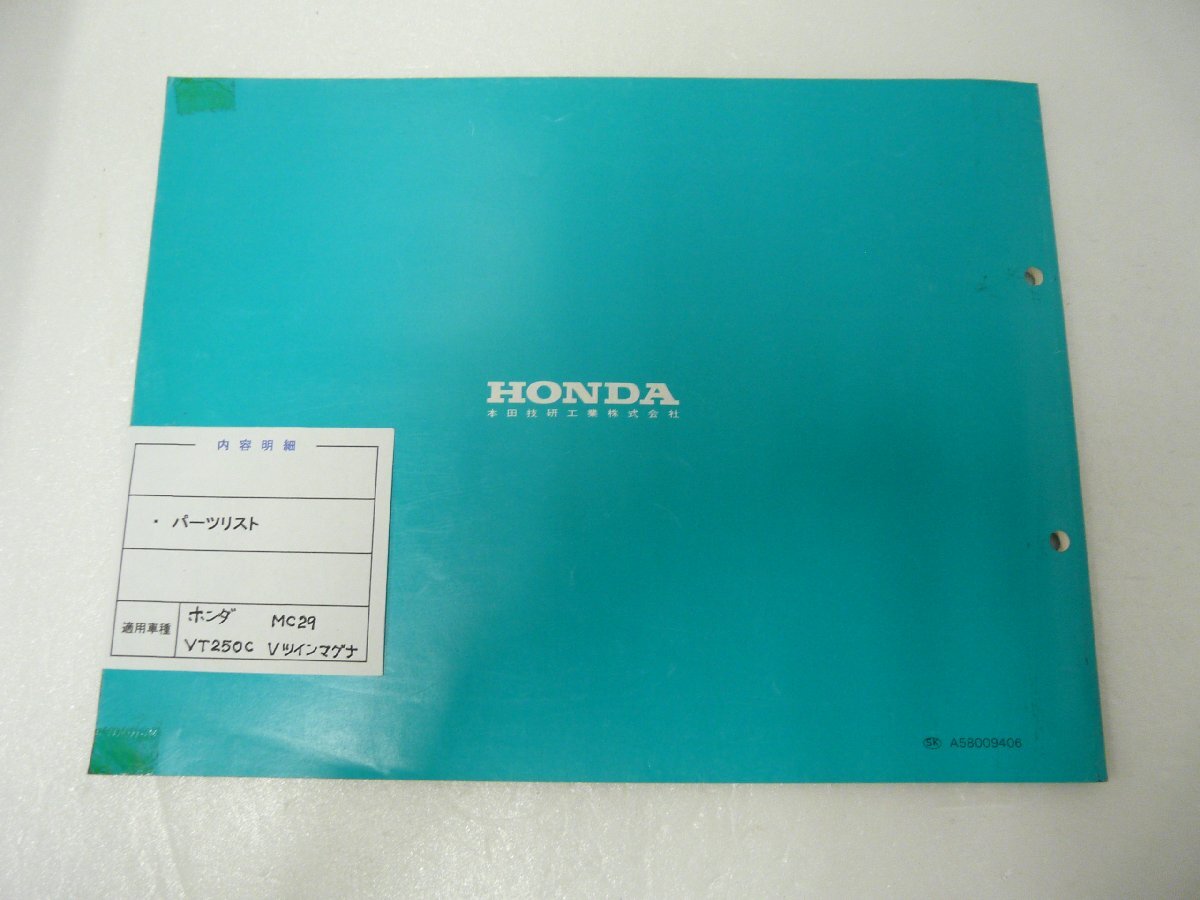 HONDA
本田技研工業株式会社
内容明細
・ パーツリスト
適用車種
ホンダ MC29
VT250C Vツインマグナ
SK A58009406